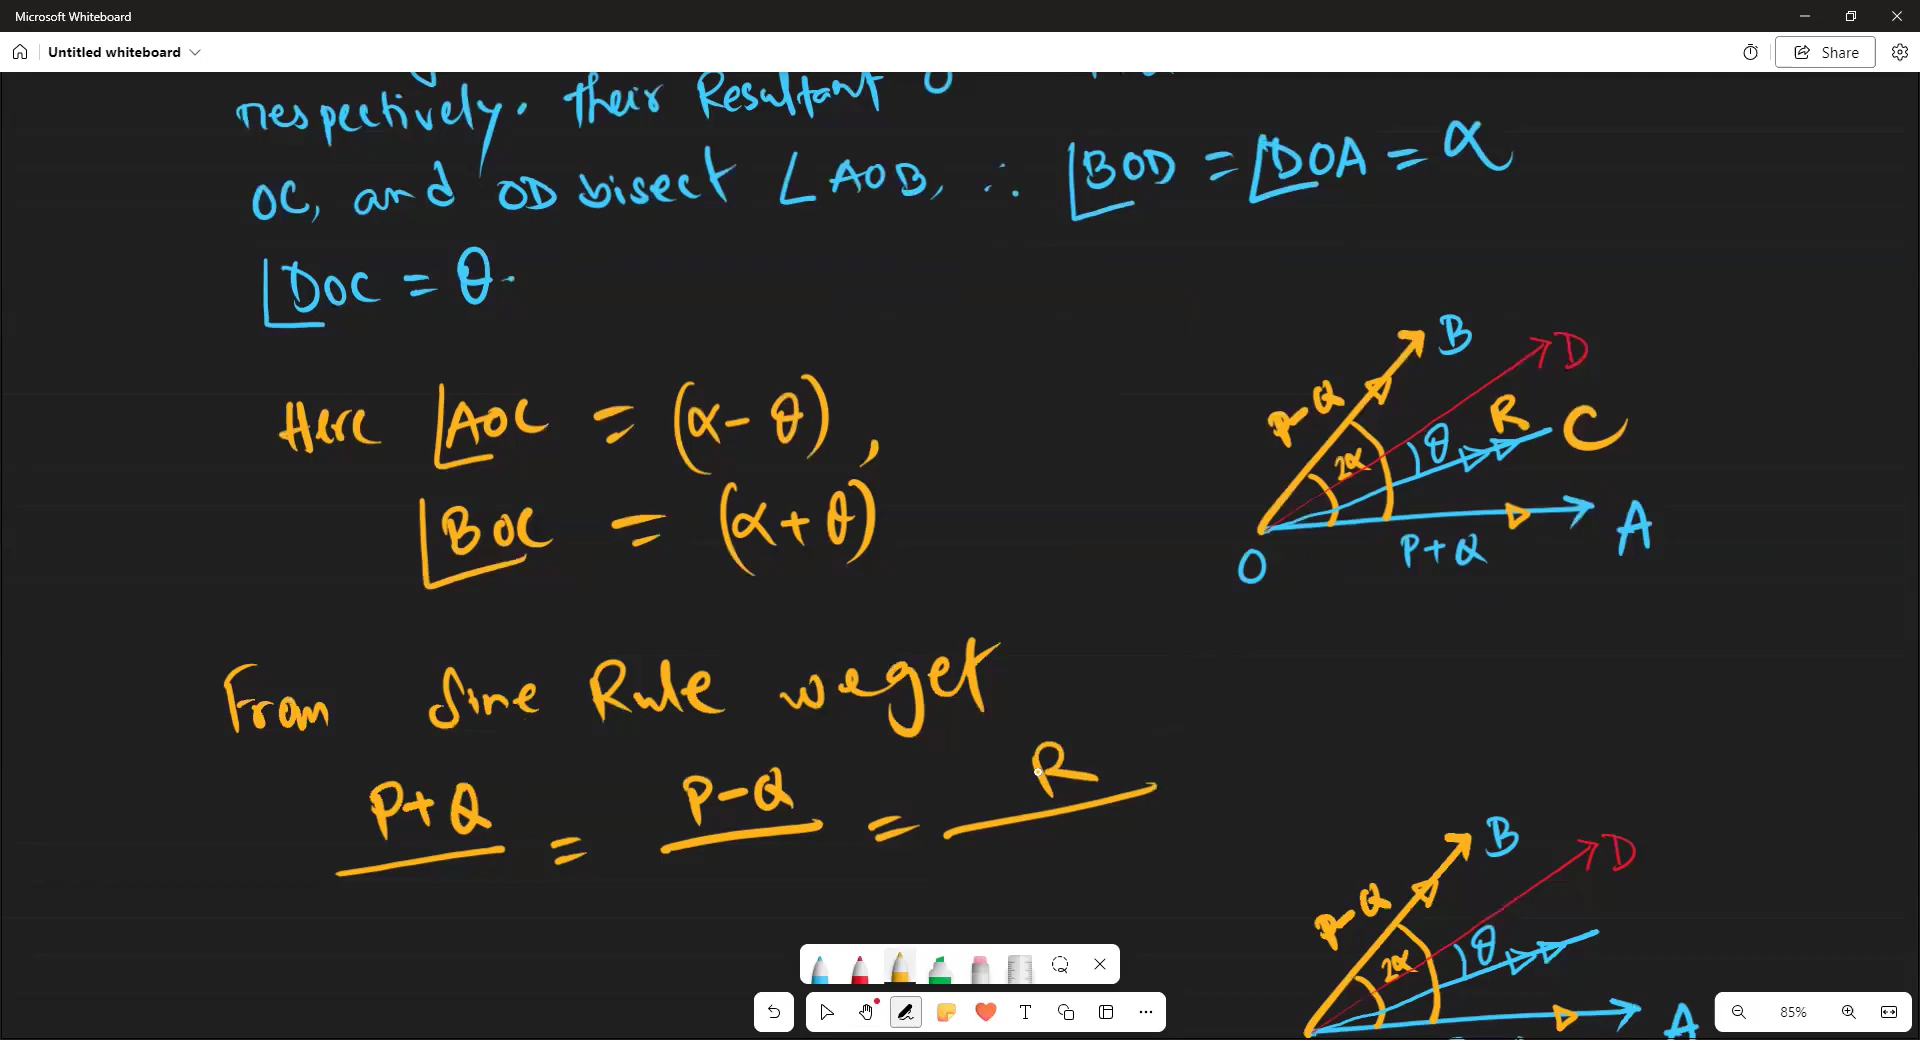 Microsoft Whiteboard
Untitled whiteboard
Share
respectively. their Resultant
OC, and OD bisect ∠AOB, ∴ ∠BOD = ∠DOA = α
∠DOC = θ.
Here ∠AOC = (α - θ),
∠BOC = (α + θ)
B
D
P-Q
R
C
θ
2α
A
P+Q
O
From Sine Rule we get
P+Q = P-Q = R
B
D
P-Q
θ
2α
A
85%